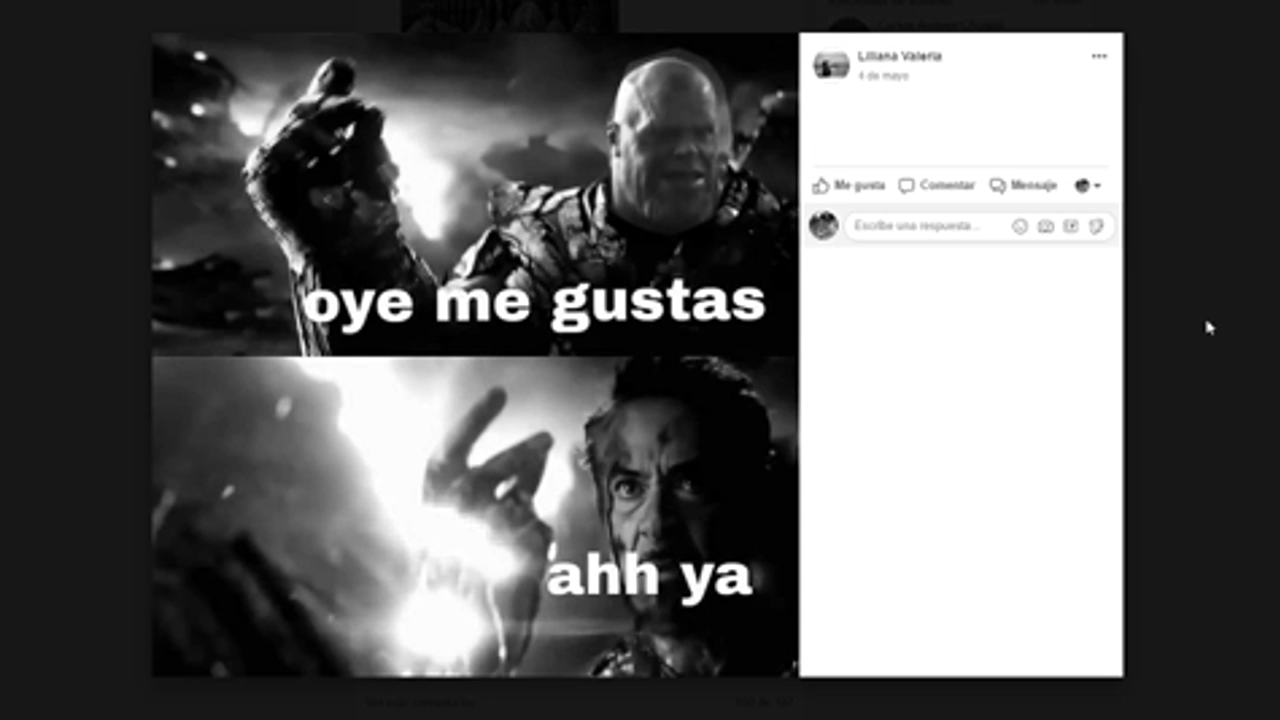 oye me gustas
ahh ya
Liliana Valeria
4 de mayo
Me gusta
Comentar
Mensaje
Escribe una respuesta...